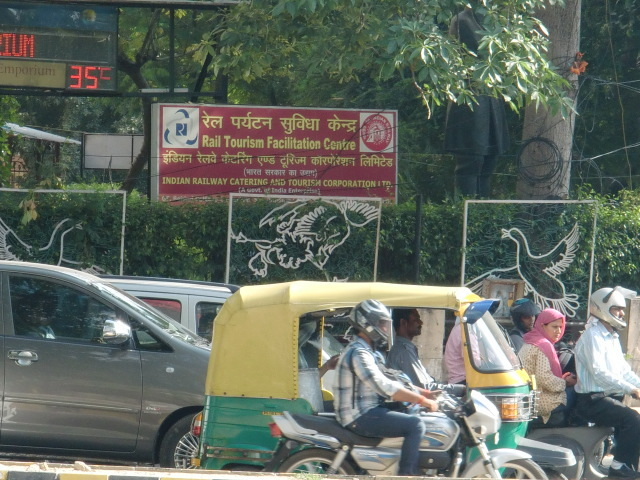 Emporium
35°
रेल पर्यटन सुविधा केन्द्र
Rail Tourism Facilitation Centre
इंडियन रेलवे केटरिंग एण्ड टूरिज्म कारपोरेशन लिमिटेड
(भारत सरकार का उद्यम)
INDIAN RAILWAY CATERING AND TOURISM CORPORATION LTD
(A Govt. of India Enterprise)